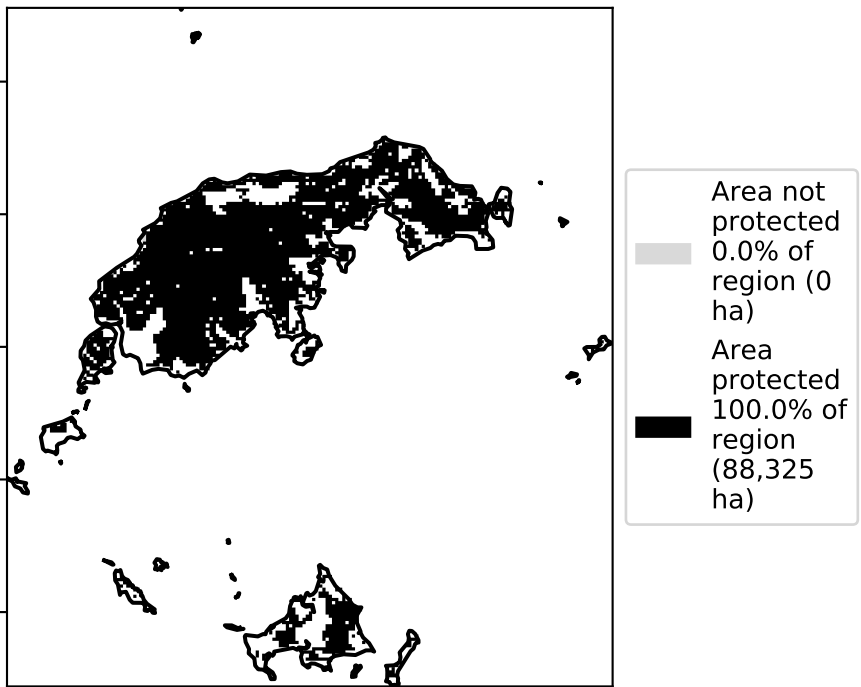 Area not
protected
0.0% of
region (0
ha)
Area
protected
100.0% of
region
(88,325
ha)